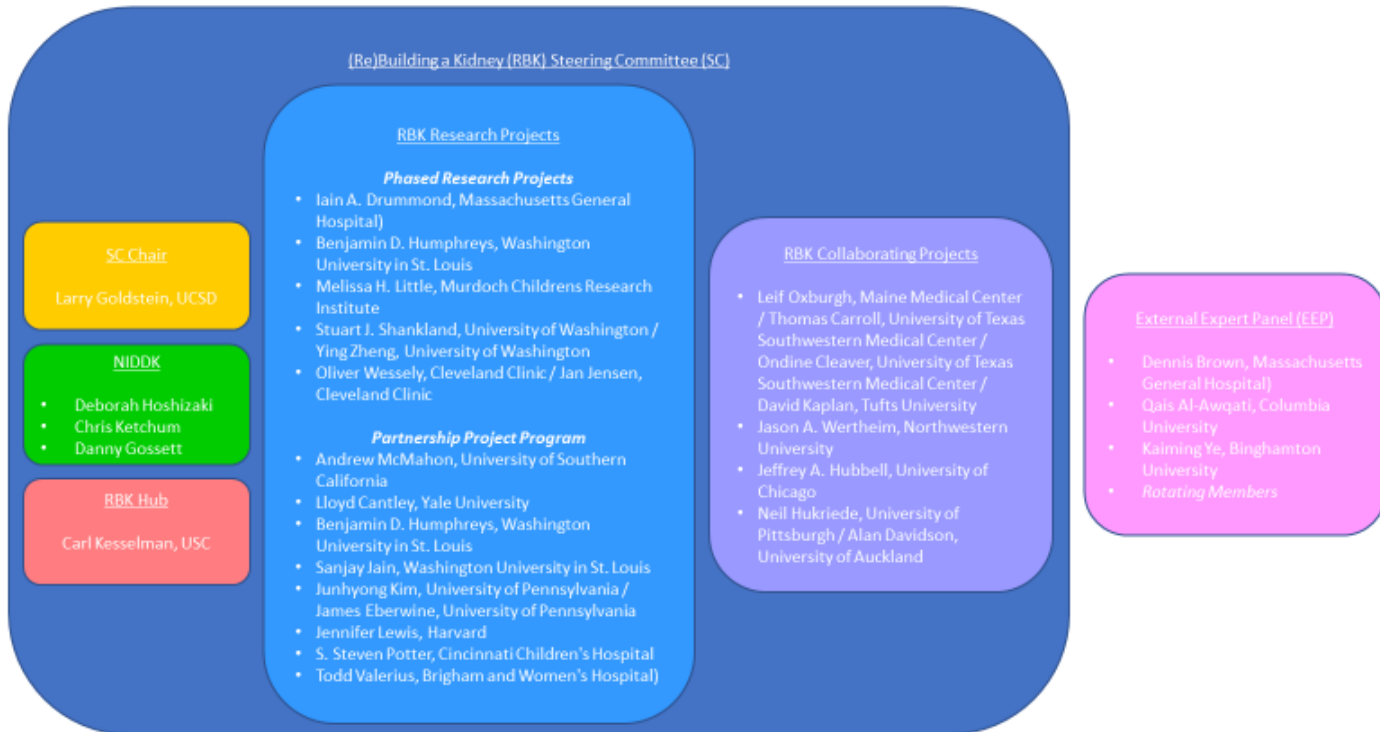 (Re)Building a Kidney (RBK) Steering Committee (SC)
SC Chair
Larry Goldstein, UCSD
NIDDK
• Deborah Hoshizaki
• Chris Ketchum
• Danny Gossett
RBK Hub
Carl Kesselman, USC
RBK Research Projects
Phased Research Projects
• Iain A. Drummond, Massachusetts General
Hospital)
• Benjamin D. Humphreys, Washington
University in St. Louis
• Melissa H. Little, Murdoch Childrens Research
Institute
• Stuart J. Shankland, University of Washington /
Ying Zheng, University of Washington
• Oliver Wessely, Cleveland Clinic / Jan Jensen,
Cleveland Clinic
Partnership Project Program
• Andrew McMahon, University of Southern
California
• Lloyd Cantley, Yale University
• Benjamin D. Humphreys, Washington
University in St. Louis
• Sanjay Jain, Washington University in St. Louis
• Junhyong Kim, University of Pennsylvania /
James Eberwine, University of Pennsylvania
• Jennifer Lewis, Harvard
• S. Steven Potter, Cincinnati Children's Hospital
• Todd Valerius, Brigham and Women's Hospital)
RBK Collaborating Projects
• Leif Oxburgh, Maine Medical Center
/ Thomas Carroll, University of Texas
Southwestern Medical Center /
Ondine Cleaver, University of Texas
Southwestern Medical Center /
David Kaplan, Tufts University
• Jason A. Wertheim, Northwestern
University
• Jeffrey A. Hubbell, University of
Chicago
• Neil Hukriede, University of
Pittsburgh / Alan Davidson,
University of Auckland
External Expert Panel (EEP)
• Dennis Brown, Massachusetts
General Hospital)
• Qais Al-Awqati, Columbia
University
• Kaiming Ye, Binghamton
University
• Rotating Members